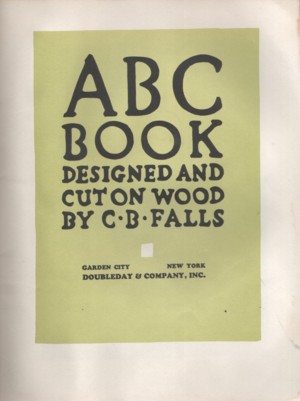 ABC
BOOK
DESIGNED AND
CUT ON WOOD
BY C·B·FALLS
GARDEN CITY NEW YORK
DOUBLEDAY & COMPANY, INC.